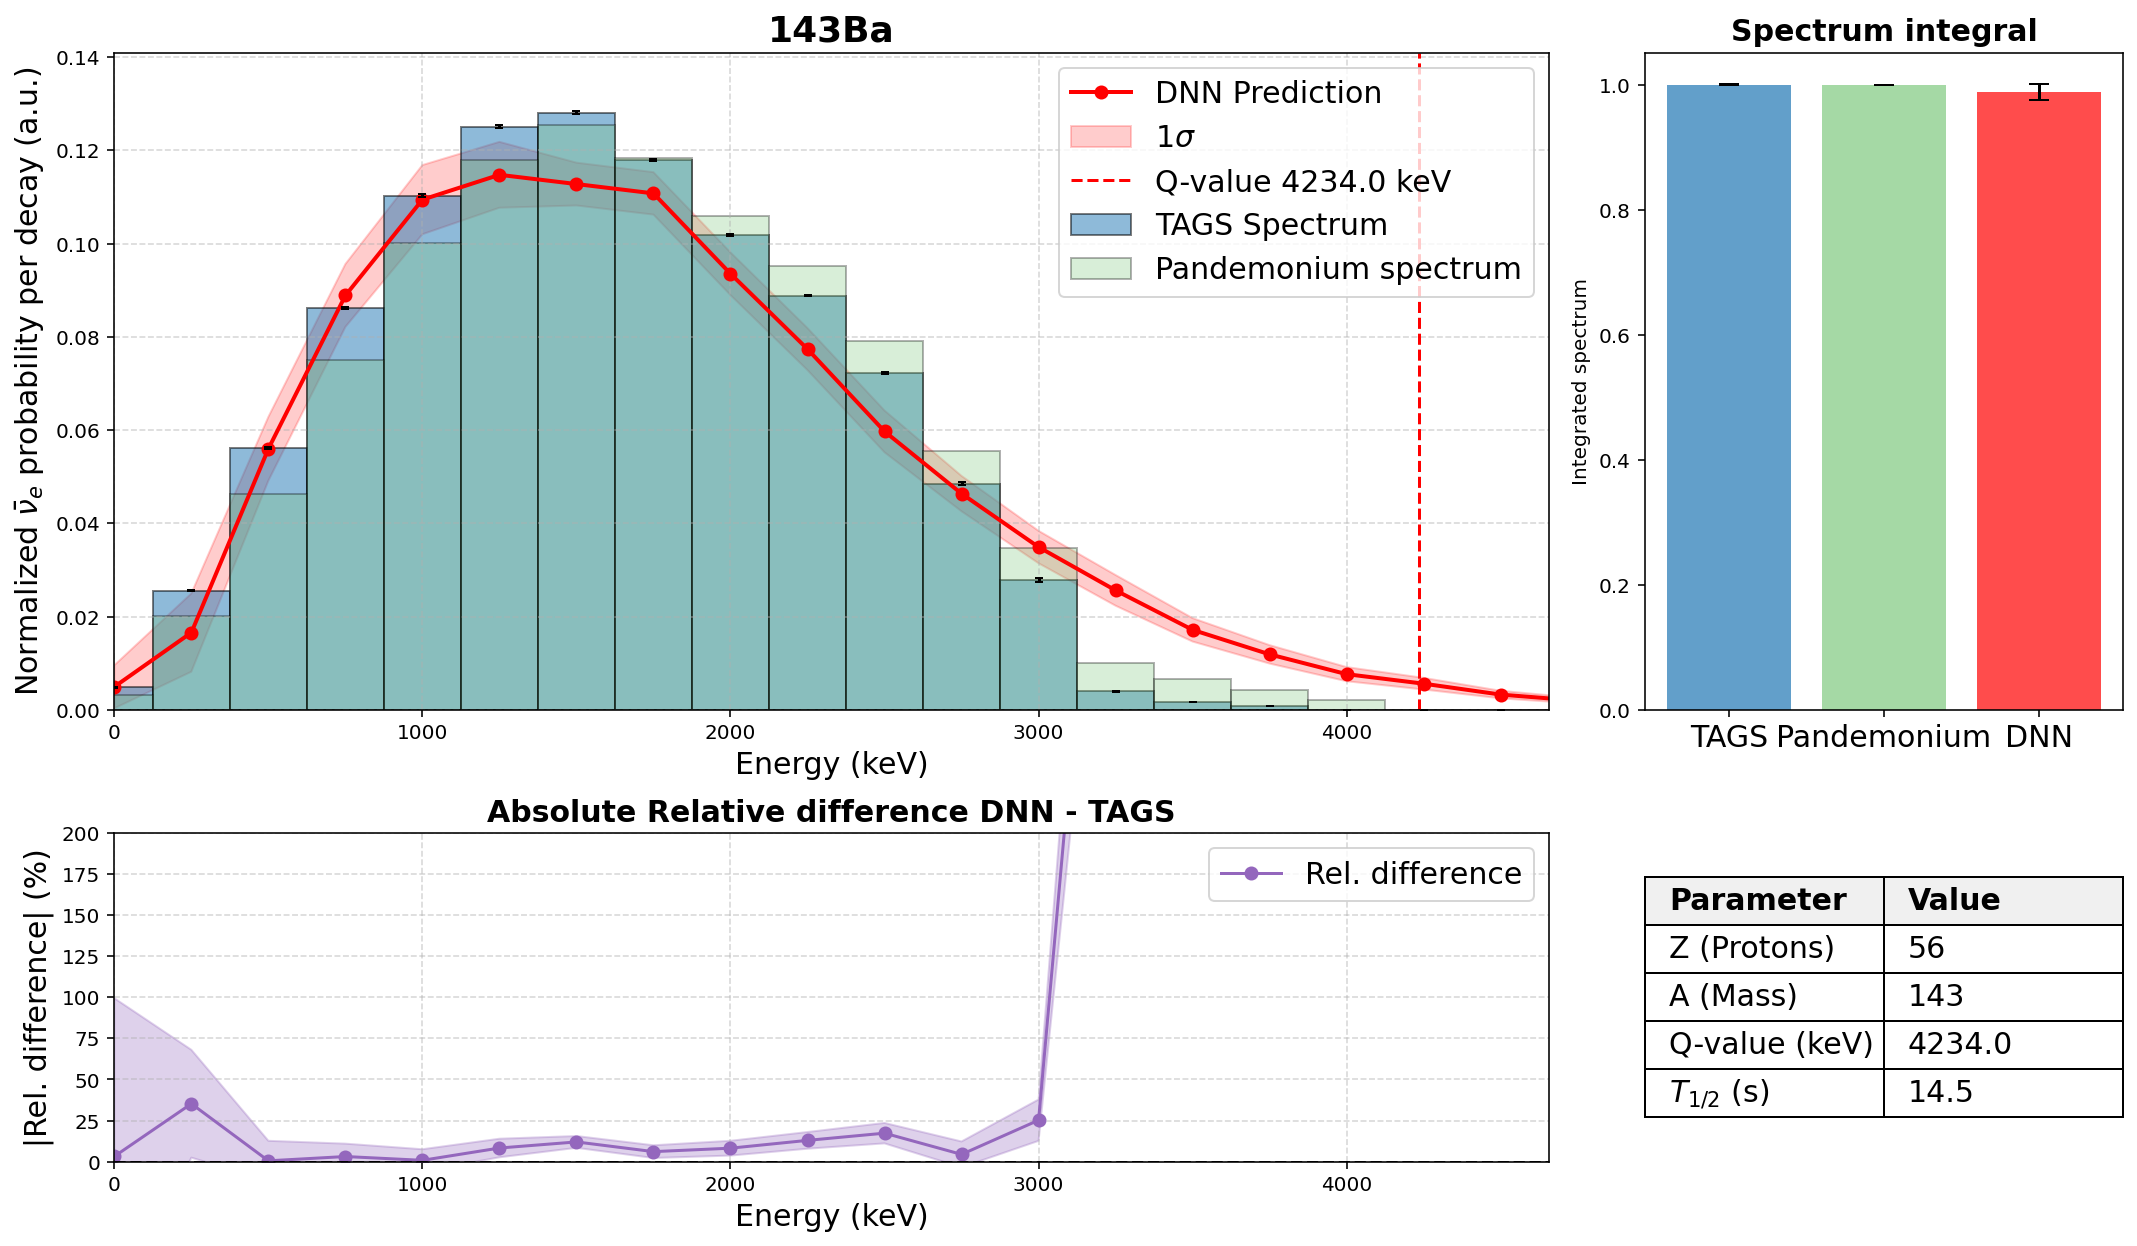 143Ba
Normalized ν̄e probability per decay (a.u.)
0.14
0.12
0.10
0.08
0.06
0.04
0.02
0.00
0
1000
2000
3000
4000
Energy (keV)
DNN Prediction
1σ
Q-value 4234.0 keV
TAGS Spectrum
Pandemonium spectrum
Spectrum integral
Integrated spectrum
1.0
0.8
0.6
0.4
0.2
0.0
TAGS Pandemonium DNN
Absolute Relative difference DNN - TAGS
|Rel. difference| (%)
200
175
150
125
100
75
50
25
0
0
1000
2000
3000
4000
Energy (keV)
Rel. difference
Parameter Value
Z (Protons) 56
A (Mass) 143
Q-value (keV) 4234.0
T1/2 (s) 14.5